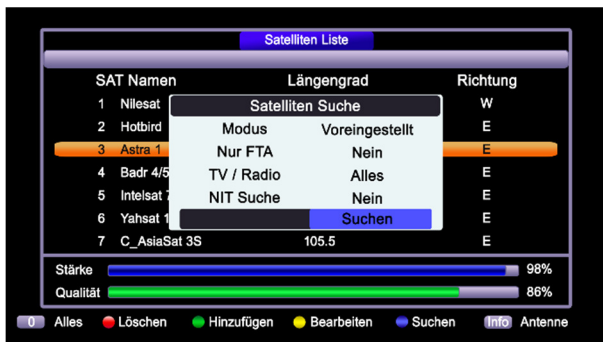 Satelliten Liste
SAT Namen Längengrad Richtung
1 Nilesat W
Satelliten Suche
2 Hotbird E
Modus Voreingestellt
3 Astra 1 E
Nur FTA Nein
4 Badr 4/5 E
TV / Radio Alles
5 Intelsat E
NIT Suche Nein
6 Yahsat 1 E
Suchen
7 C_AsiaSat 3S 105.5 E
Stärke 98%
Qualität 86%
0 Alles Löschen Hinzufügen Bearbeiten Suchen Info Antenne